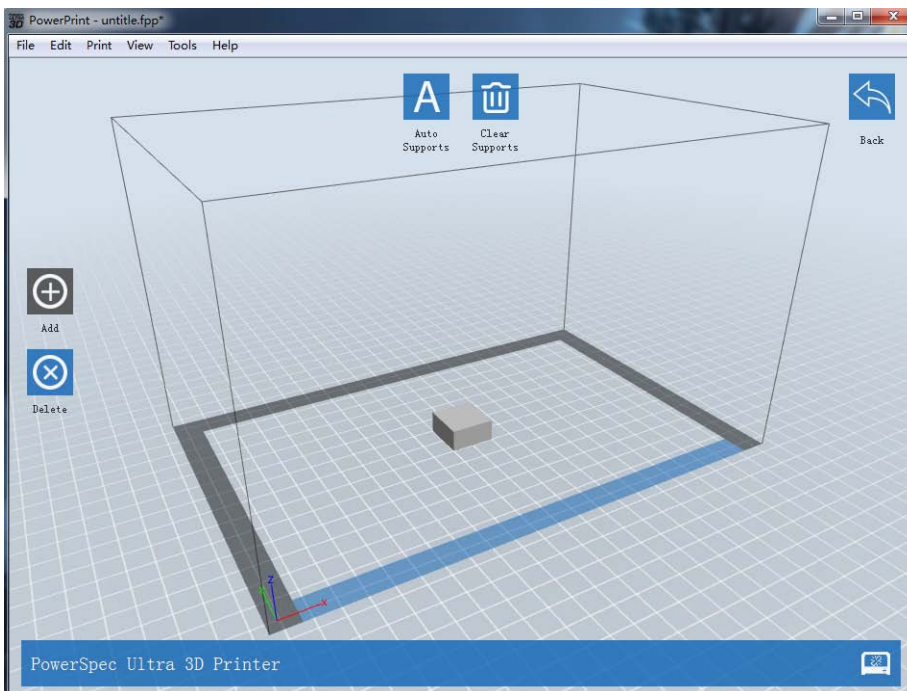 PowerPrint - untitle.fpp*
File Edit Print View Tools Help
A
Auto
Supports
Clear
Supports
Back
Add
Delete
Z
X
PowerSpec Ultra 3D Printer